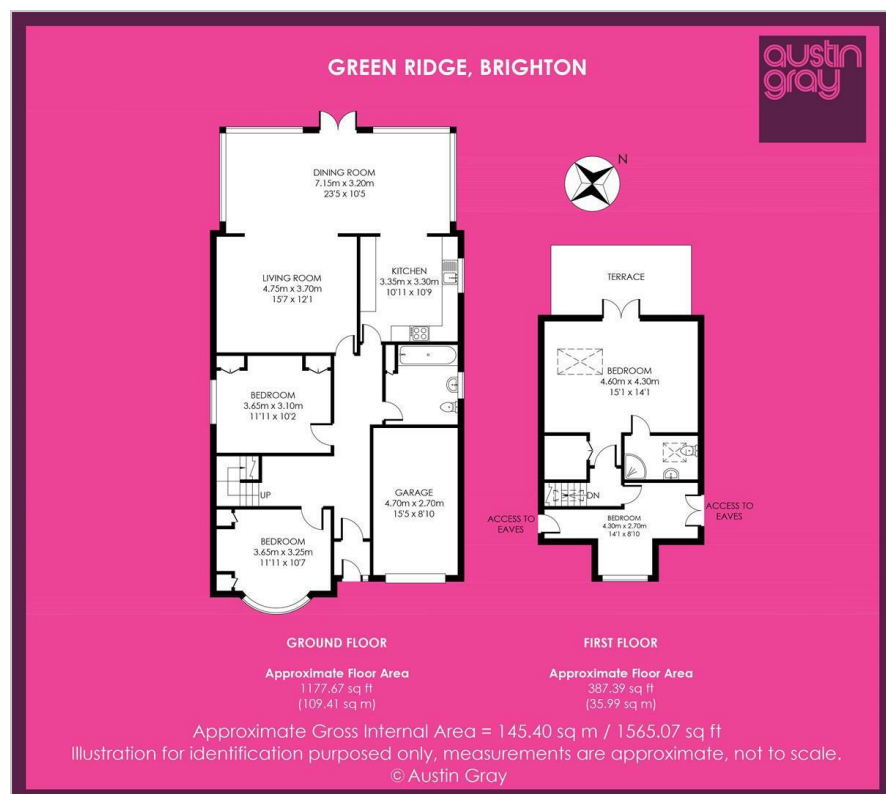 GREEN RIDGE, BRIGHTON
austin
gray
N
DINING ROOM
7.15m x 3.20m
23'5 x 10'5
LIVING ROOM
4.75m x 3.70m
15'7 x 12'1
KITCHEN
3.35m x 3.30m
10'11 x 10'9
BEDROOM
3.65m x 3.10m
11'11 x 10'2
UP
GARAGE
4.70m x 2.70m
15'5 x 8'10
BEDROOM
3.65m x 3.25m
11'11 x 10'7
TERRACE
BEDROOM
4.60m x 4.30m
15'1 x 14'1
DN
ACCESS TO
EAVES
BEDROOM
4.30m x 2.70m
14'1 x 8'10
ACCESS TO
EAVES
GROUND FLOOR
Approximate Floor Area
1177.67 sq ft
(109.41 sq m)
FIRST FLOOR
Approximate Floor Area
387.39 sq ft
(35.99 sq m)
Approximate Gross Internal Area = 145.40 sq m / 1565.07 sq ft
Illustration for identification purposed only, measurements are approximate, not to scale.
© Austin Gray